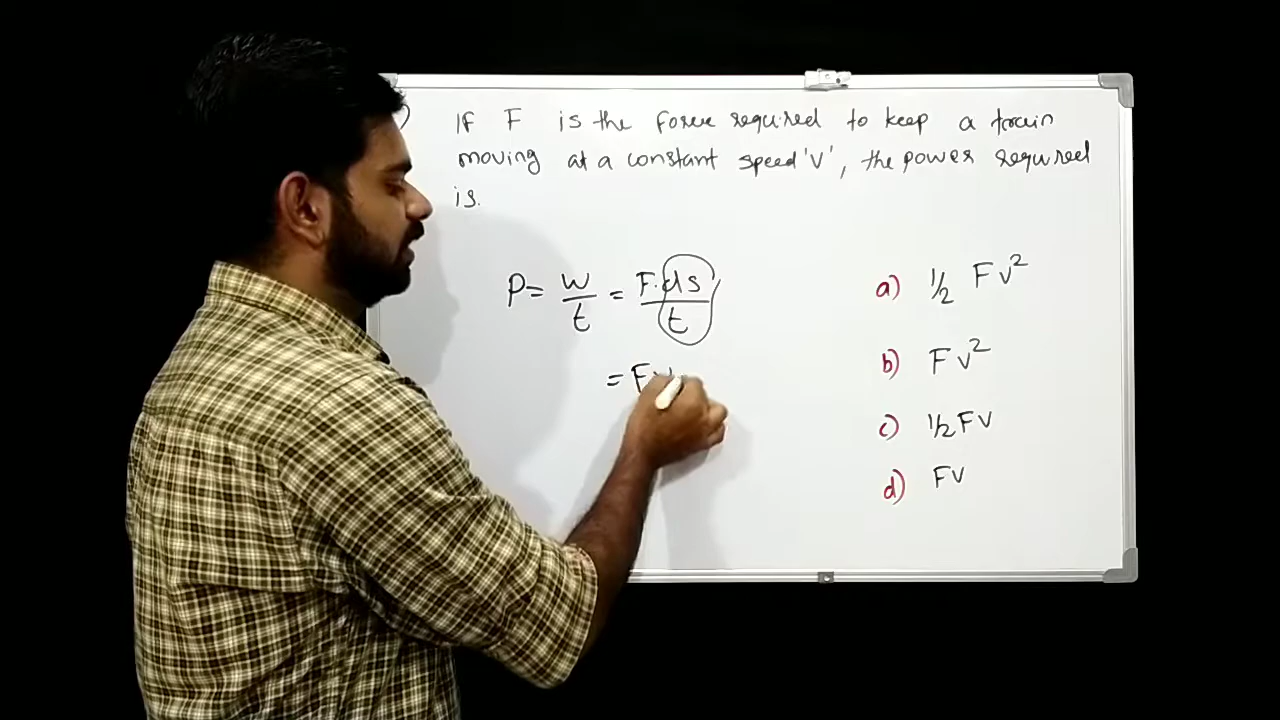 ) If F is the force required to keep a train
moving at a constant speed 'V', the power required
is.
P = W/t = F.ds/t
= Fv
a) 1/2 Fv²
b) Fv²
c) 1/2 FV
d) FV